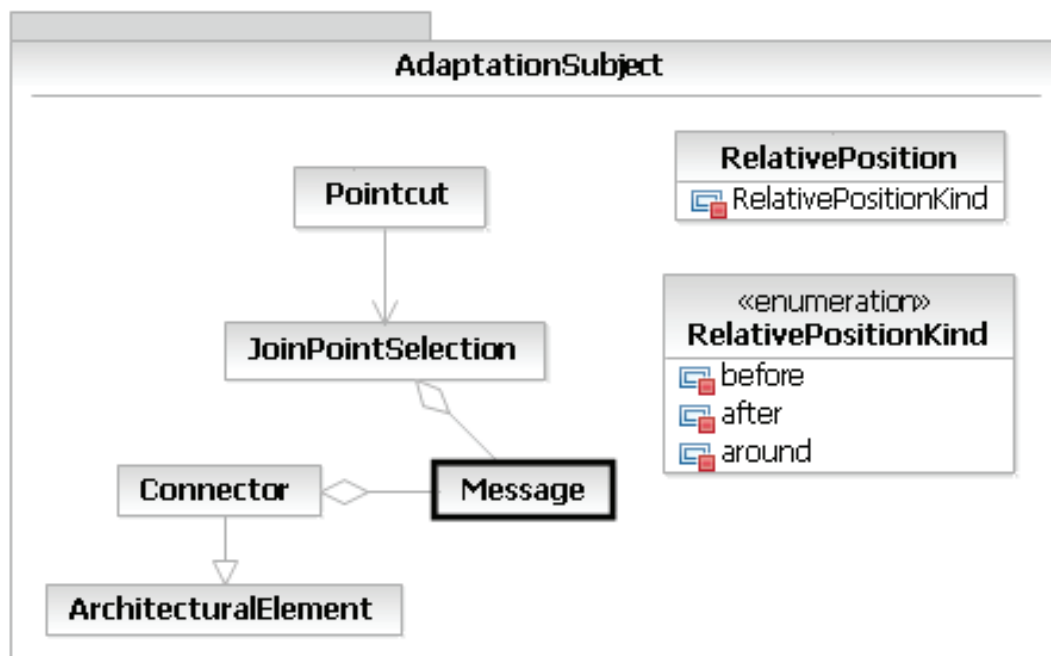 AdaptationSubject
Pointcut
JoinPointSelection
Connector
Message
ArchitecturalElement
RelativePosition
RelativePositionKind
«enumeration»
RelativePositionKind
before
after
around